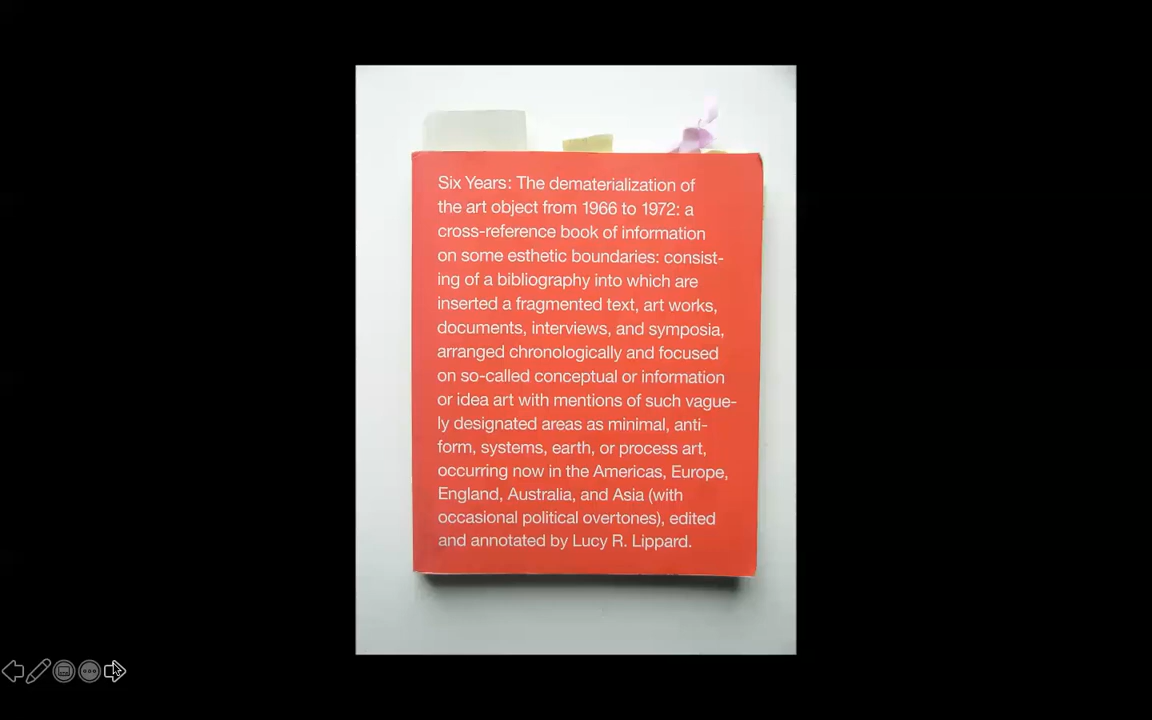 Six Years: The dematerialization of
the art object from 1966 to 1972: a
cross-reference book of information
on some esthetic boundaries: consist-
ing of a bibliography into which are
inserted a fragmented text, art works,
documents, interviews, and symposia,
arranged chronologically and focused
on so-called conceptual or information
or idea art with mentions of such vague-
ly designated areas as minimal, anti-
form, systems, earth, or process art,
occurring now in the Americas, Europe,
England, Australia, and Asia (with
occasional political overtones), edited
and annotated by Lucy R. Lippard.